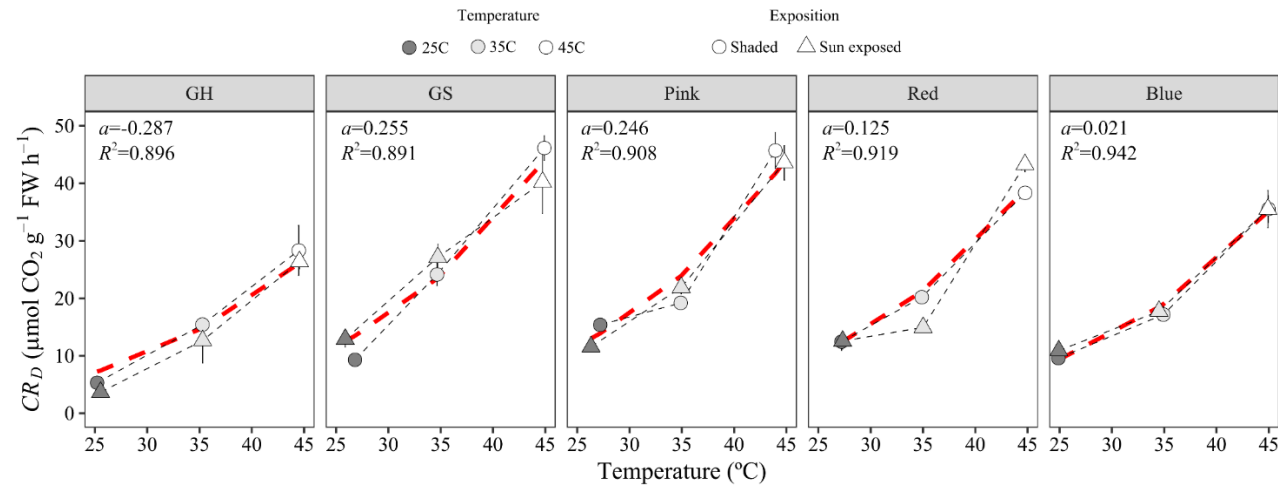 Temperature Exposition
25C 35C 45C Shaded Sun exposed
GH GS Pink Red Blue
a=-0.287 a=0.255 a=0.246 a=0.125 a=0.021
R²=0.896 R²=0.891 R²=0.908 R²=0.919 R²=0.942
50
40
30
20
10
0
CR_D (µmol CO₂ g⁻¹ FW h⁻¹)
25 30 35 40 45 25 30 35 40 45 25 30 35 40 45 25 30 35 40 45 25 30 35 40 45
Temperature (ºC)